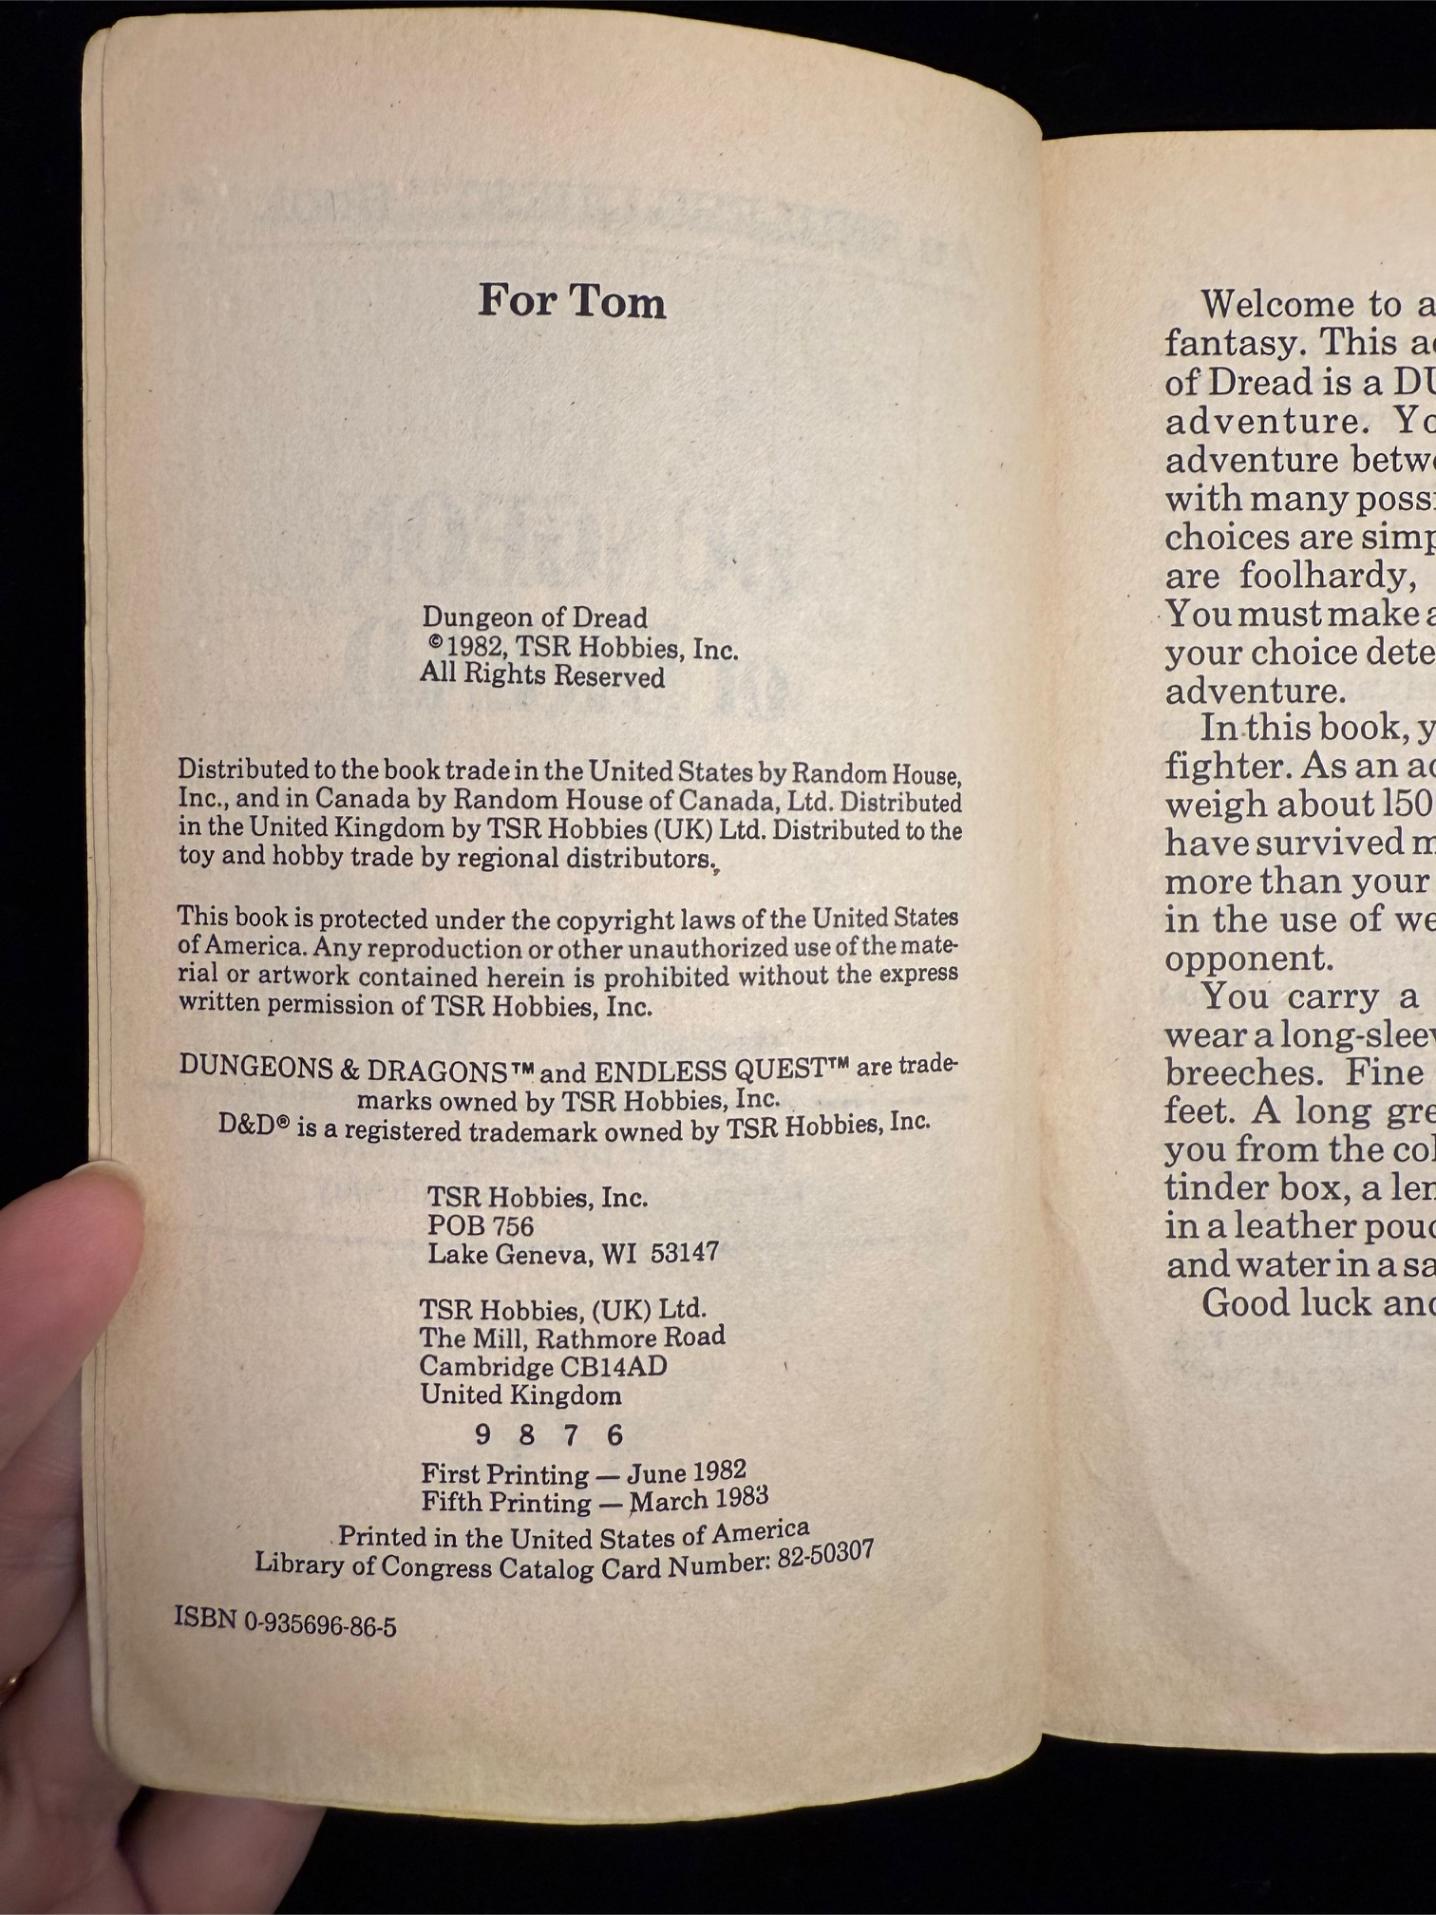 For Tom
Dungeon of Dread
©1982, TSR Hobbies, Inc.
All Rights Reserved
Distributed to the book trade in the United States by Random House,
Inc., and in Canada by Random House of Canada, Ltd. Distributed
in the United Kingdom by TSR Hobbies (UK) Ltd. Distributed to the
toy and hobby trade by regional distributors.
This book is protected under the copyright laws of the United States
of America. Any reproduction or other unauthorized use of the mate-
rial or artwork contained herein is prohibited without the express
written permission of TSR Hobbies, Inc.
DUNGEONS & DRAGONS™ and ENDLESS QUEST™ are trade-
marks owned by TSR Hobbies, Inc.
D&D® is a registered trademark owned by TSR Hobbies, Inc.
TSR Hobbies, Inc.
POB 756
Lake Geneva, WI 53147
TSR Hobbies, (UK) Ltd.
The Mill, Rathmore Road
Cambridge CB14AD
United Kingdom
9 8 7 6
First Printing — June 1982
Fifth Printing — March 1983
Printed in the United States of America
Library of Congress Catalog Card Number: 82-50307
ISBN 0-935696-86-5
Welcome to a
fantasy. This
of Dread is a
adventure.
adventure
with many
choices are
are foolhardy,
You must make
your choice
adventure.
In this book,
fighter. As an
weigh about 150
have survived
more than your
in the use of
opponent.
You carry a
wear a
breeches. Fine
feet. A long
you from the
tinder box, a
in a leather
and water in a
Good luck